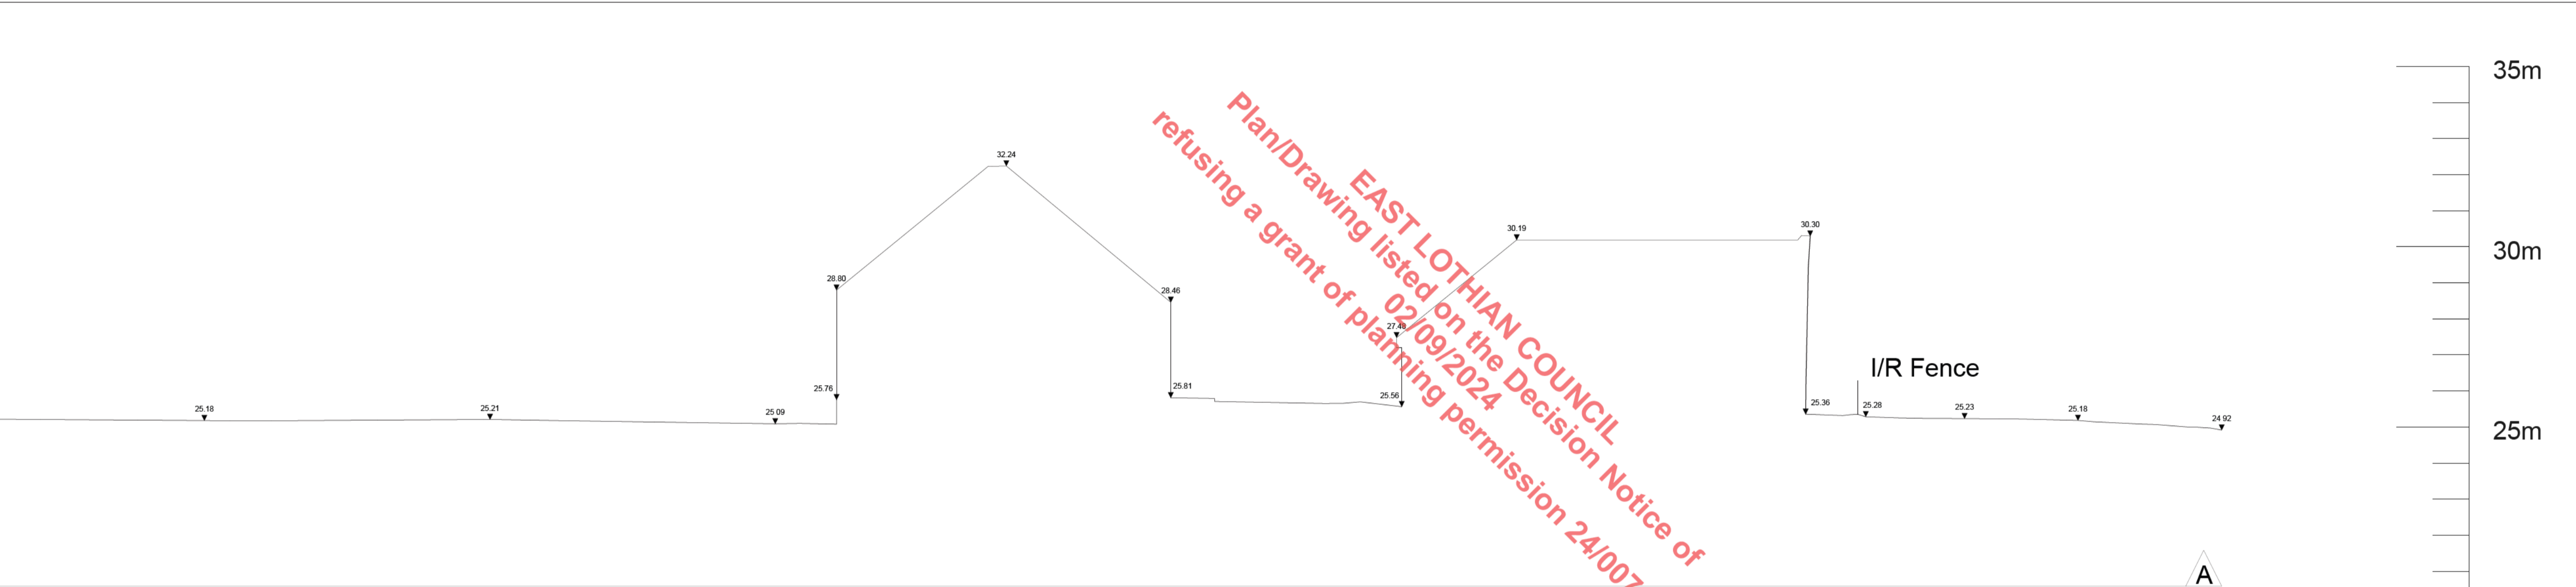 35m
32.24
30.19
30.30
30m
28.80
28.46
27.49
I/R Fence
25.76
25.81
25.56
25.36
25.28
25.23
25.18
24.92
25.18
25.21
25.09
25m
A
EAST LOTHIAN COUNCIL
Plan/Drawing listed on the Decision Notice of
02/09/2024
refusing a grant of planning permission 24/007